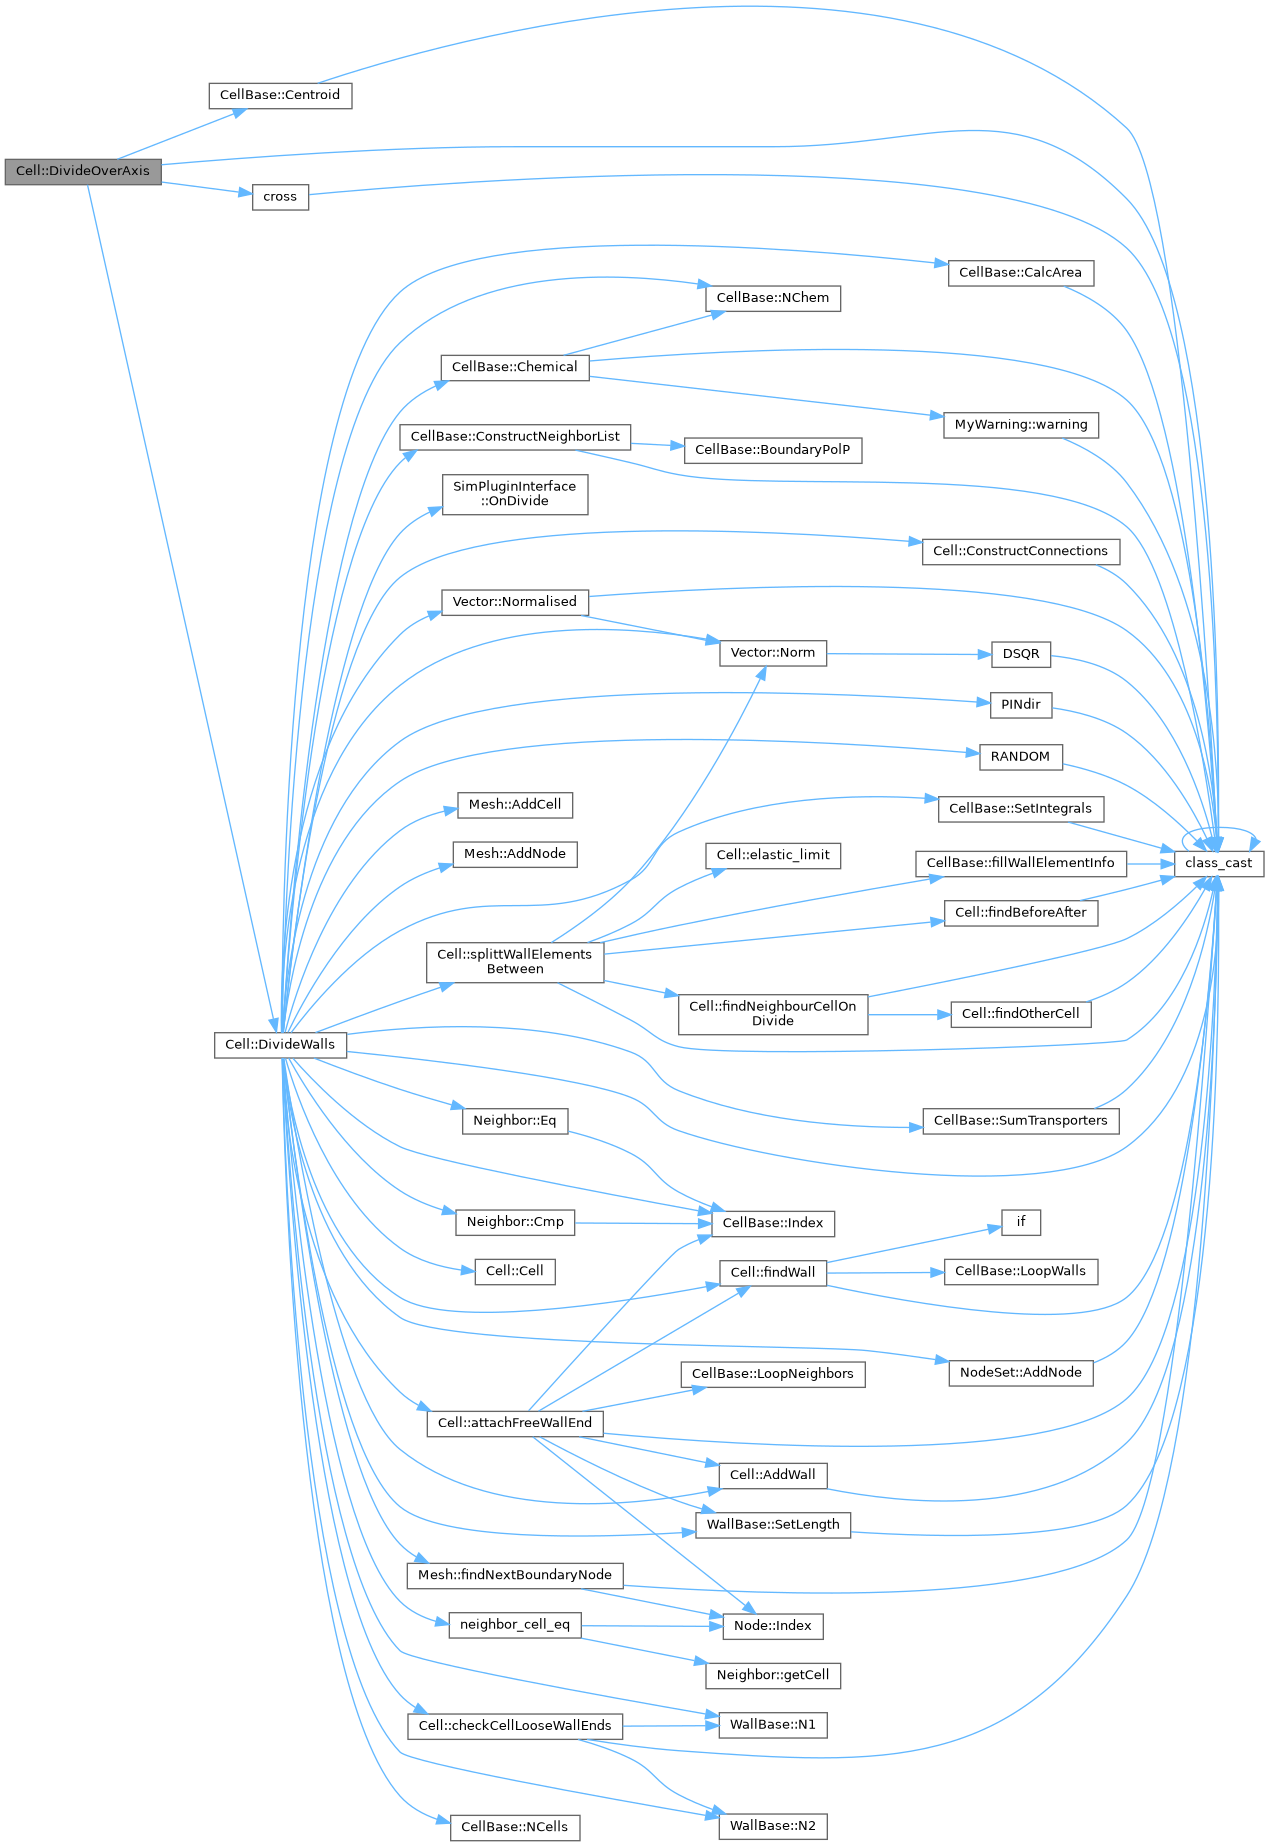 CellBase::Centroid
Cell::DivideOverAxis
cross
CellBase::CalcArea
CellBase::NChem
CellBase::Chemical
MyWarning::warning
CellBase::ConstructNeighborList
CellBase::BoundaryPolP
SimPluginInterface
::OnDivide
Cell::ConstructConnections
Vector::Normalised
Vector::Norm
DSQR
PINdir
RANDOM
Mesh::AddCell
CellBase::SetIntegrals
Mesh::AddNode
Cell::elastic_limit
CellBase::fillWallElementInfo
class_cast
Cell::findBeforeAfter
Cell::splittWallElements
Between
Cell::findNeighbourCellOn
Divide
Cell::findOtherCell
Cell::DivideWalls
Neighbor::Eq
CellBase::SumTransporters
Neighbor::Cmp
CellBase::Index
if
Cell::Cell
Cell::findWall
CellBase::LoopWalls
CellBase::LoopNeighbors
NodeSet::AddNode
Cell::attachFreeWallEnd
Cell::AddWall
WallBase::SetLength
Mesh::findNextBoundaryNode
neighbor_cell_eq
Node::Index
Neighbor::getCell
Cell::checkCellLooseWallEnds
WallBase::N1
CellBase::NCells
WallBase::N2